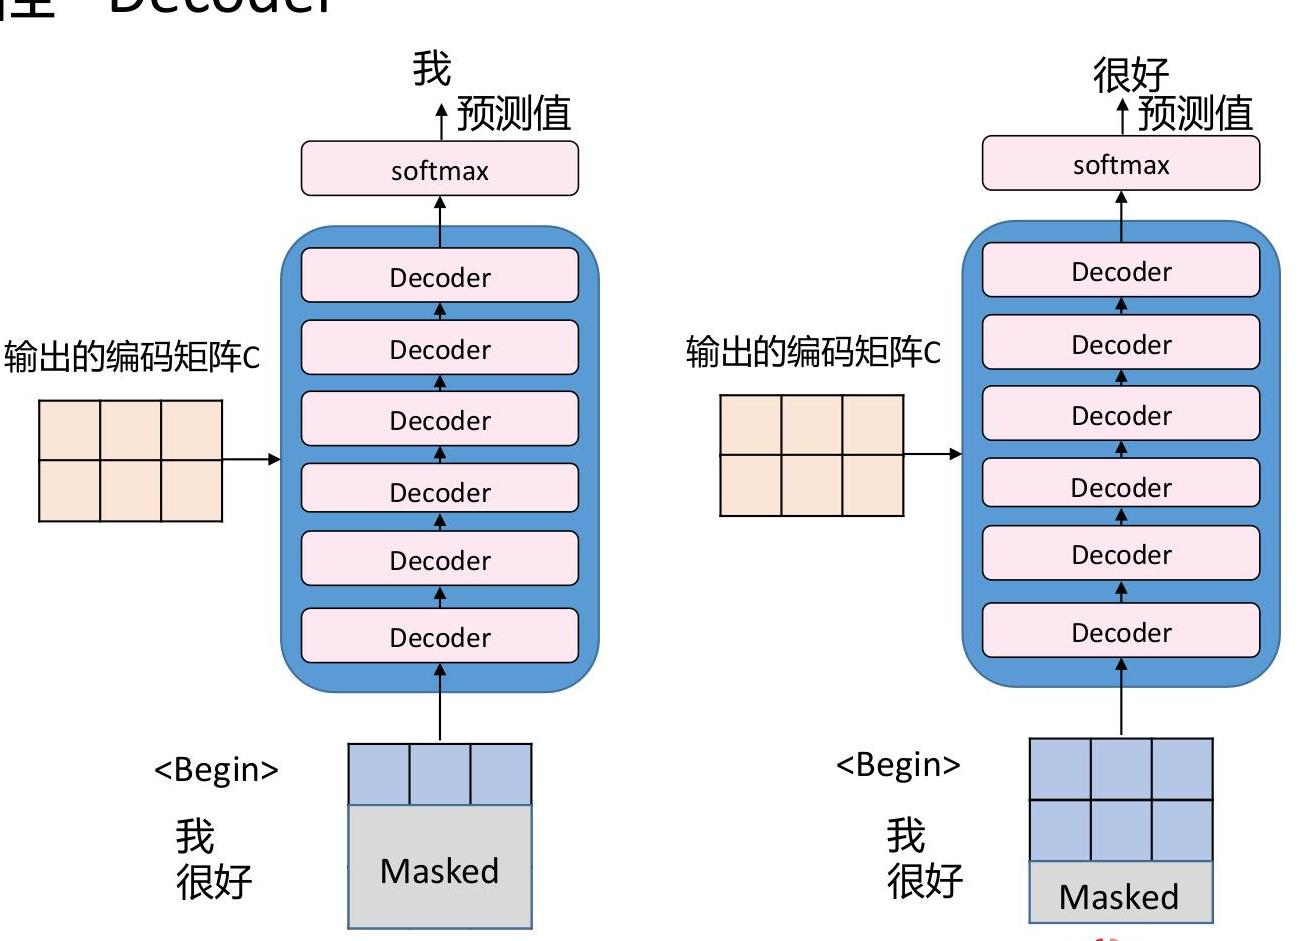 Decoder
我
预测值
softmax
Decoder
Decoder
Decoder
Decoder
Decoder
Decoder
输出的编码矩阵C
<Begin>
我
很好
Masked
很好
预测值
softmax
Decoder
Decoder
Decoder
Decoder
Decoder
Decoder
输出的编码矩阵C
<Begin>
我
很好
Masked